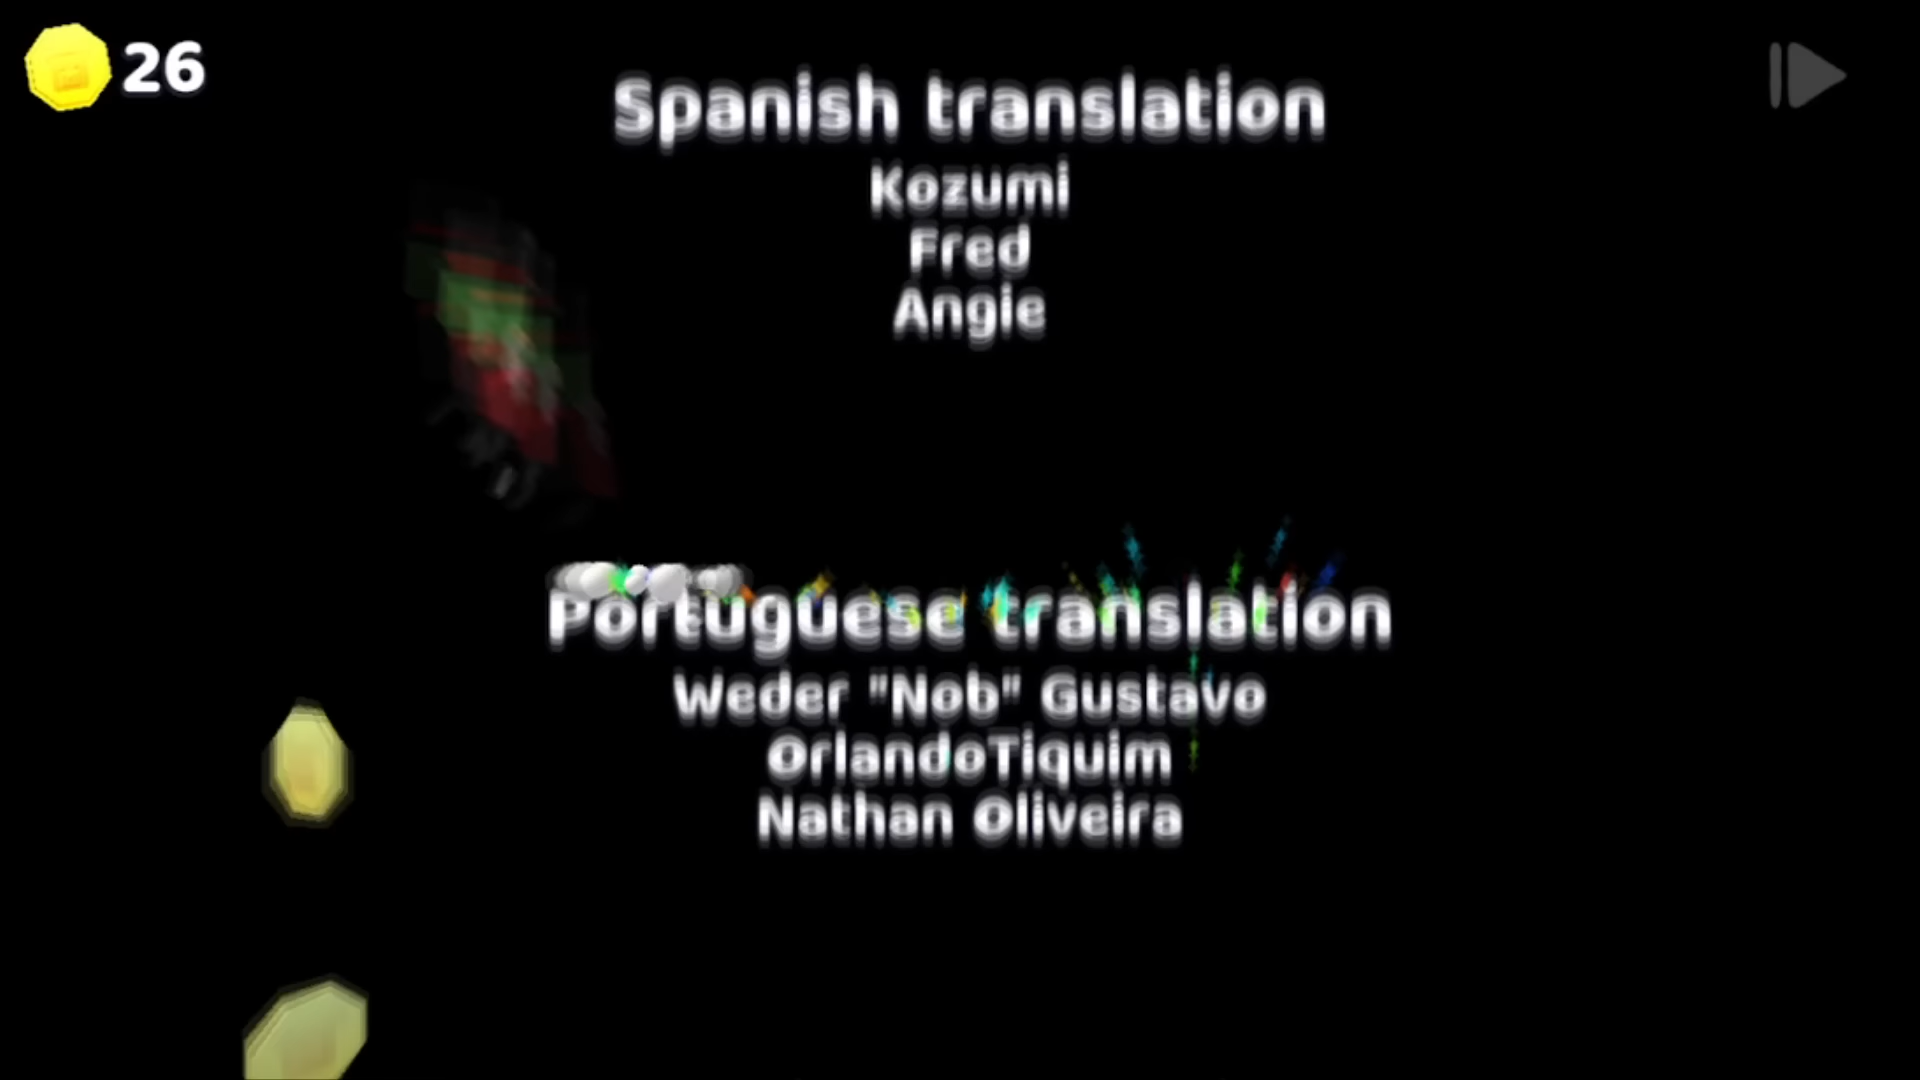 26
Spanish translation
Kozumi
Fred
Angie
Portuguese translation
Weder "Nob" Gustavo
OrlandoTiquim
Nathan Oliveira